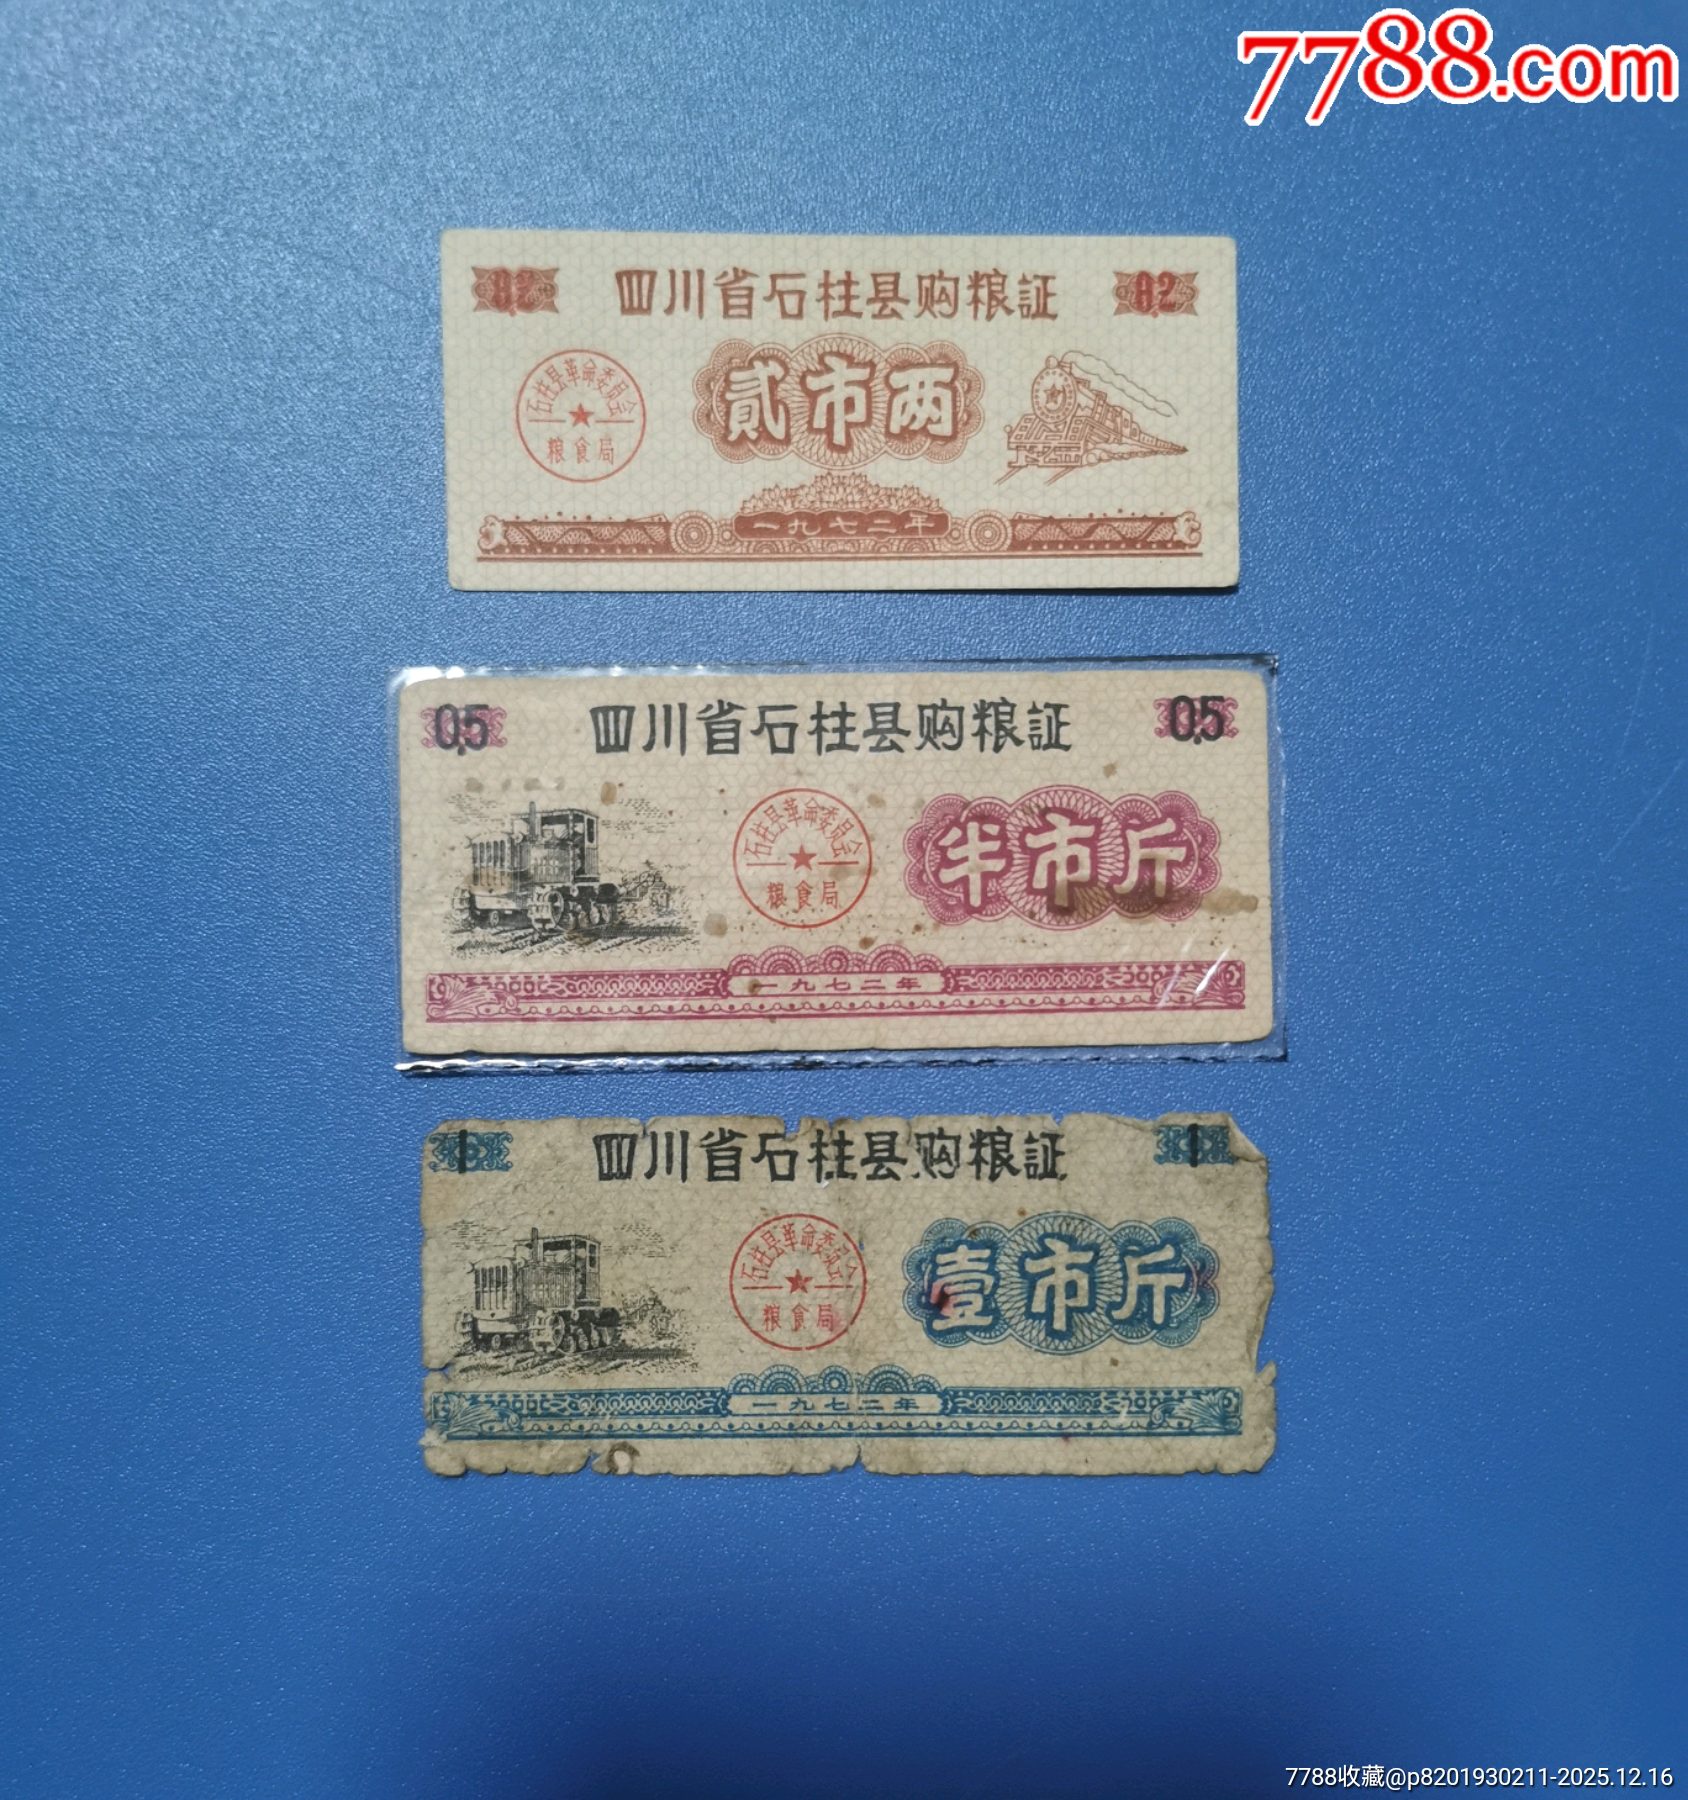 7788.com
0.2 四川省石柱县购粮证 0.2
石柱县革命委员会
粮食局
贰市两
一九七二年
0.5 四川省石柱县购粮证 0.5
石柱县革命委员会
粮食局
半市斤
一九七二年
1 四川省石柱县购粮证 1
石柱县革命委员会
粮食局
壹市斤
一九七二年
7788收藏@p8201930211-2025.12.16